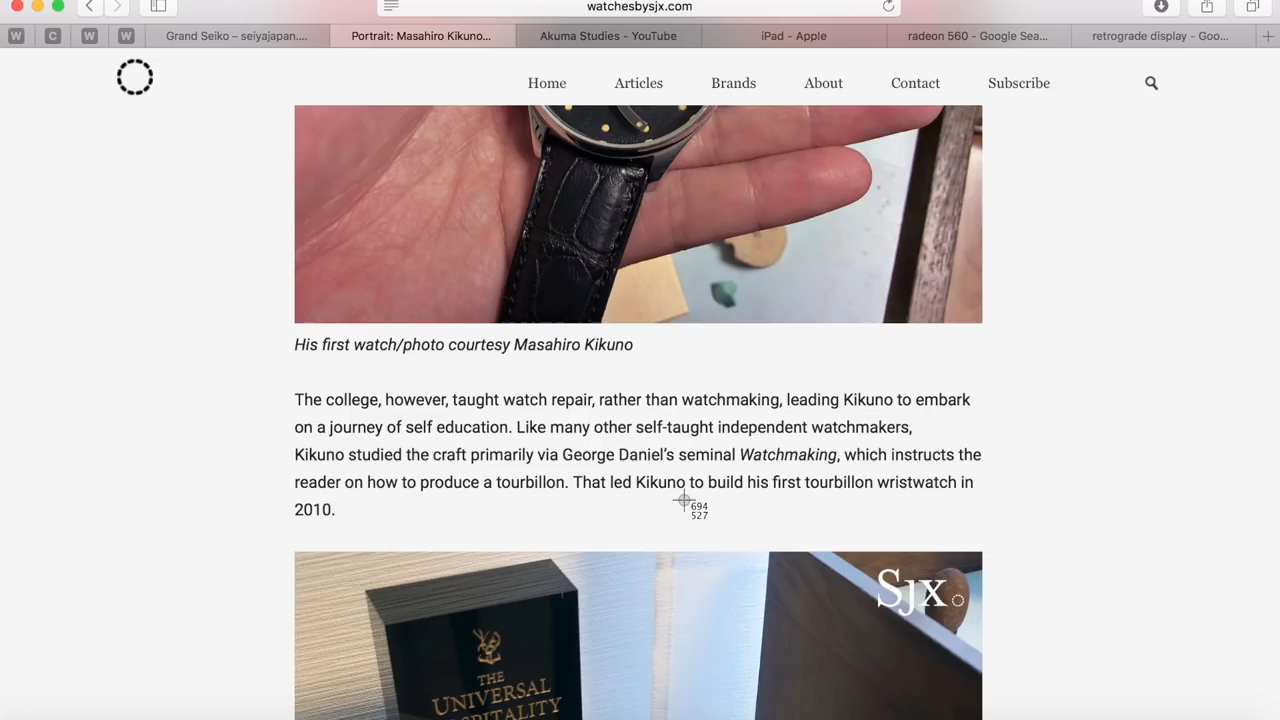 watchesbysjx.com
W C W W Grand Seiko – seiyajapan.... Portrait: Masahiro Kikuno... Akuma Studies - YouTube iPad - Apple radeon 560 - Google Sea... retrograde display - Goo...
Home Articles Brands About Contact Subscribe
His first watch/photo courtesy Masahiro Kikuno
The college, however, taught watch repair, rather than watchmaking, leading Kikuno to embark
on a journey of self education. Like many other self-taught independent watchmakers,
Kikuno studied the craft primarily via George Daniel’s seminal Watchmaking, which instructs the
reader on how to produce a tourbillon. That led Kikuno to build his first tourbillon wristwatch in
2010.
694
527
Sjx
THE
UNIVERSAL
HOSPITALITY